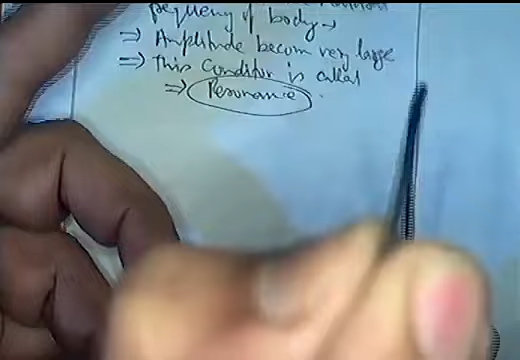 frequency of body →
⇒ Amplitude becom very large
⇒ this Condition is called
⇒ Resonance.